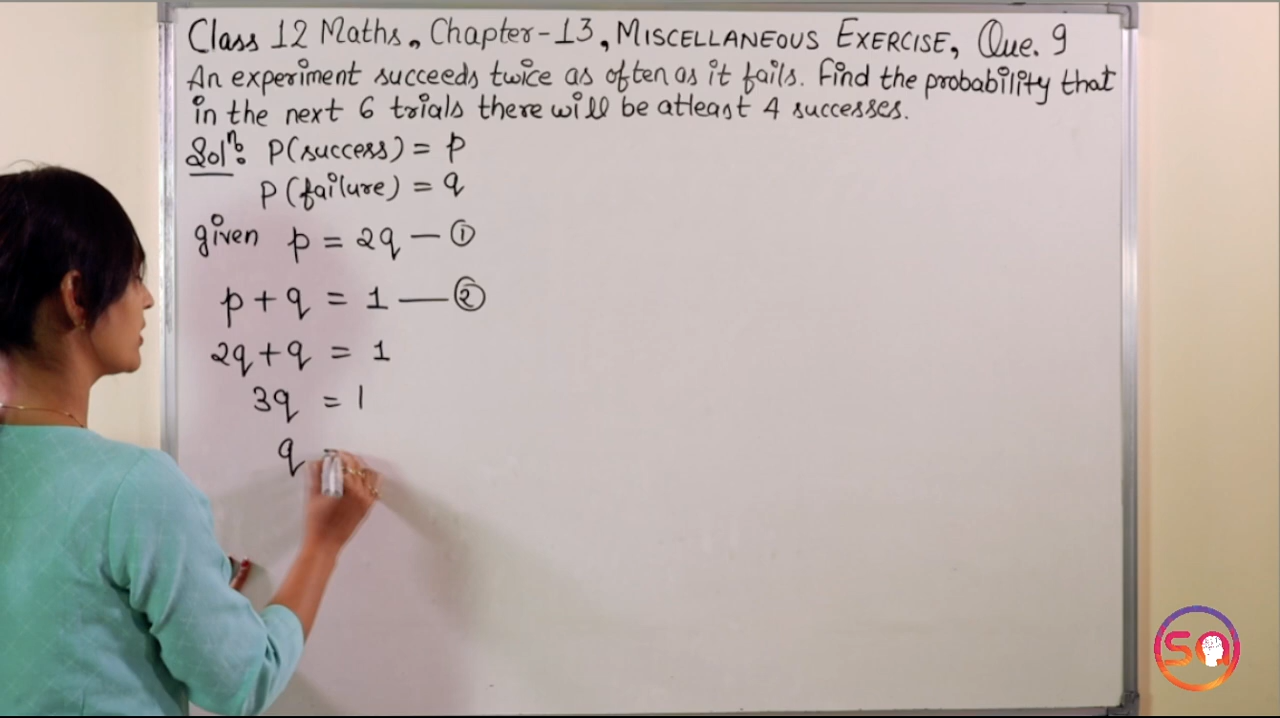 Class 12 Maths, Chapter-13, MISCELLANEOUS EXERCISE, Que. 9
An experiment succeeds twice as often as it fails. Find the probability that
in the next 6 trials there will be atleast 4 successes.
Solⁿ: P(success) = p
P(failure) = q
given p = 2q — ①
p + q = 1 — ②
2q + q = 1
3q = 1
q =
SQ